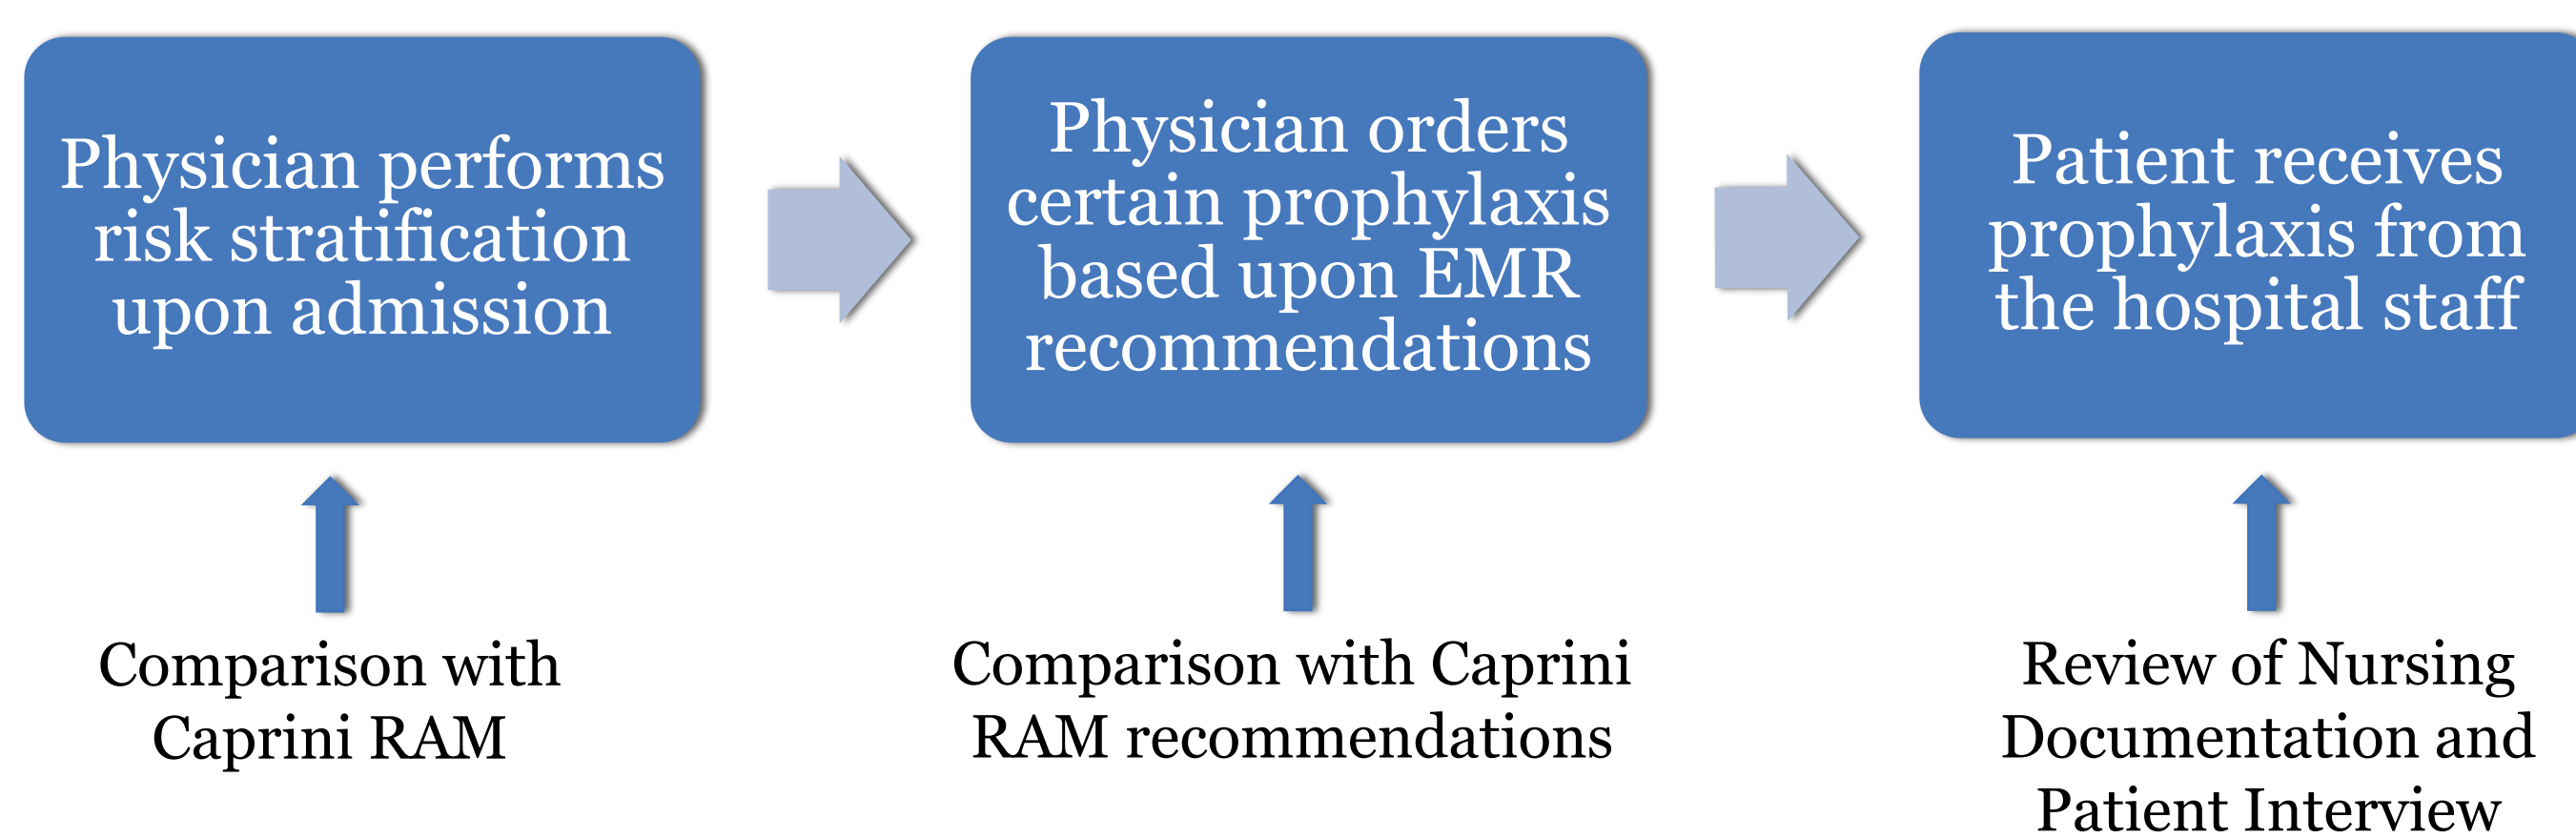 Physician performs
risk stratification
upon admission
Physician orders
certain prophylaxis
based upon EMR
recommendations
Patient receives
prophylaxis from
the hospital staff
Comparison with
Caprini RAM
Comparison with Caprini
RAM recommendations
Review of Nursing
Documentation and
Patient Interview